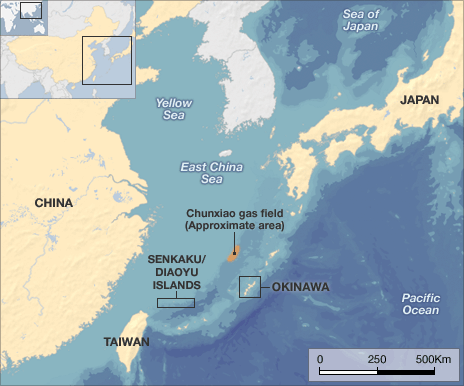 Sea of
Japan
JAPAN
Yellow
Sea
East China
Sea
CHINA
Chunxiao gas field
(Approximate area)
SENKAKU/
DIAOYU
ISLANDS
OKINAWA
Pacific
Ocean
TAIWAN
0 250 500Km